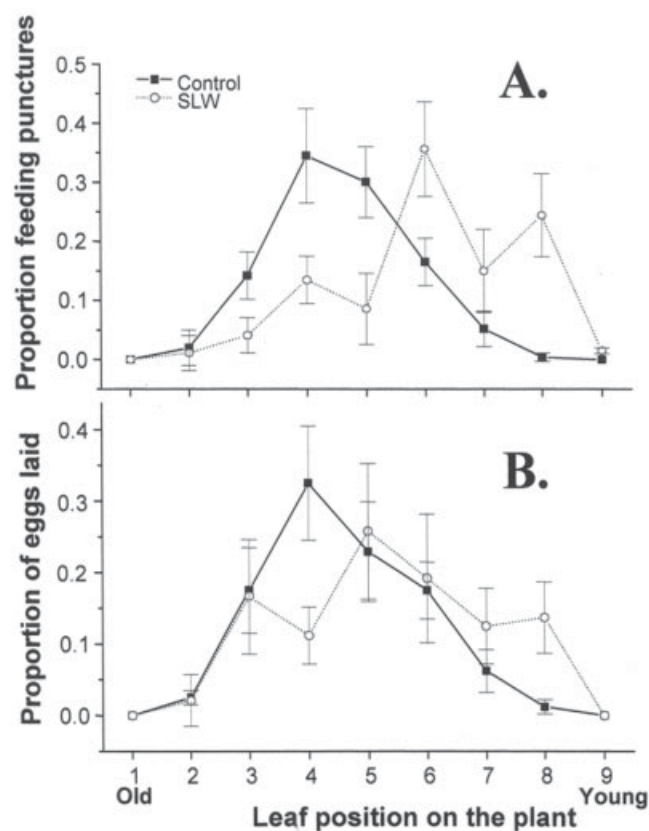 A.
Control
SLW
Proportion feeding punctures
0.5
0.4
0.3
0.2
0.1
0.0
B.
Proportion of eggs laid
0.4
0.3
0.2
0.1
0.0
1 2 3 4 5 6 7 8 9
Old Young
Leaf position on the plant